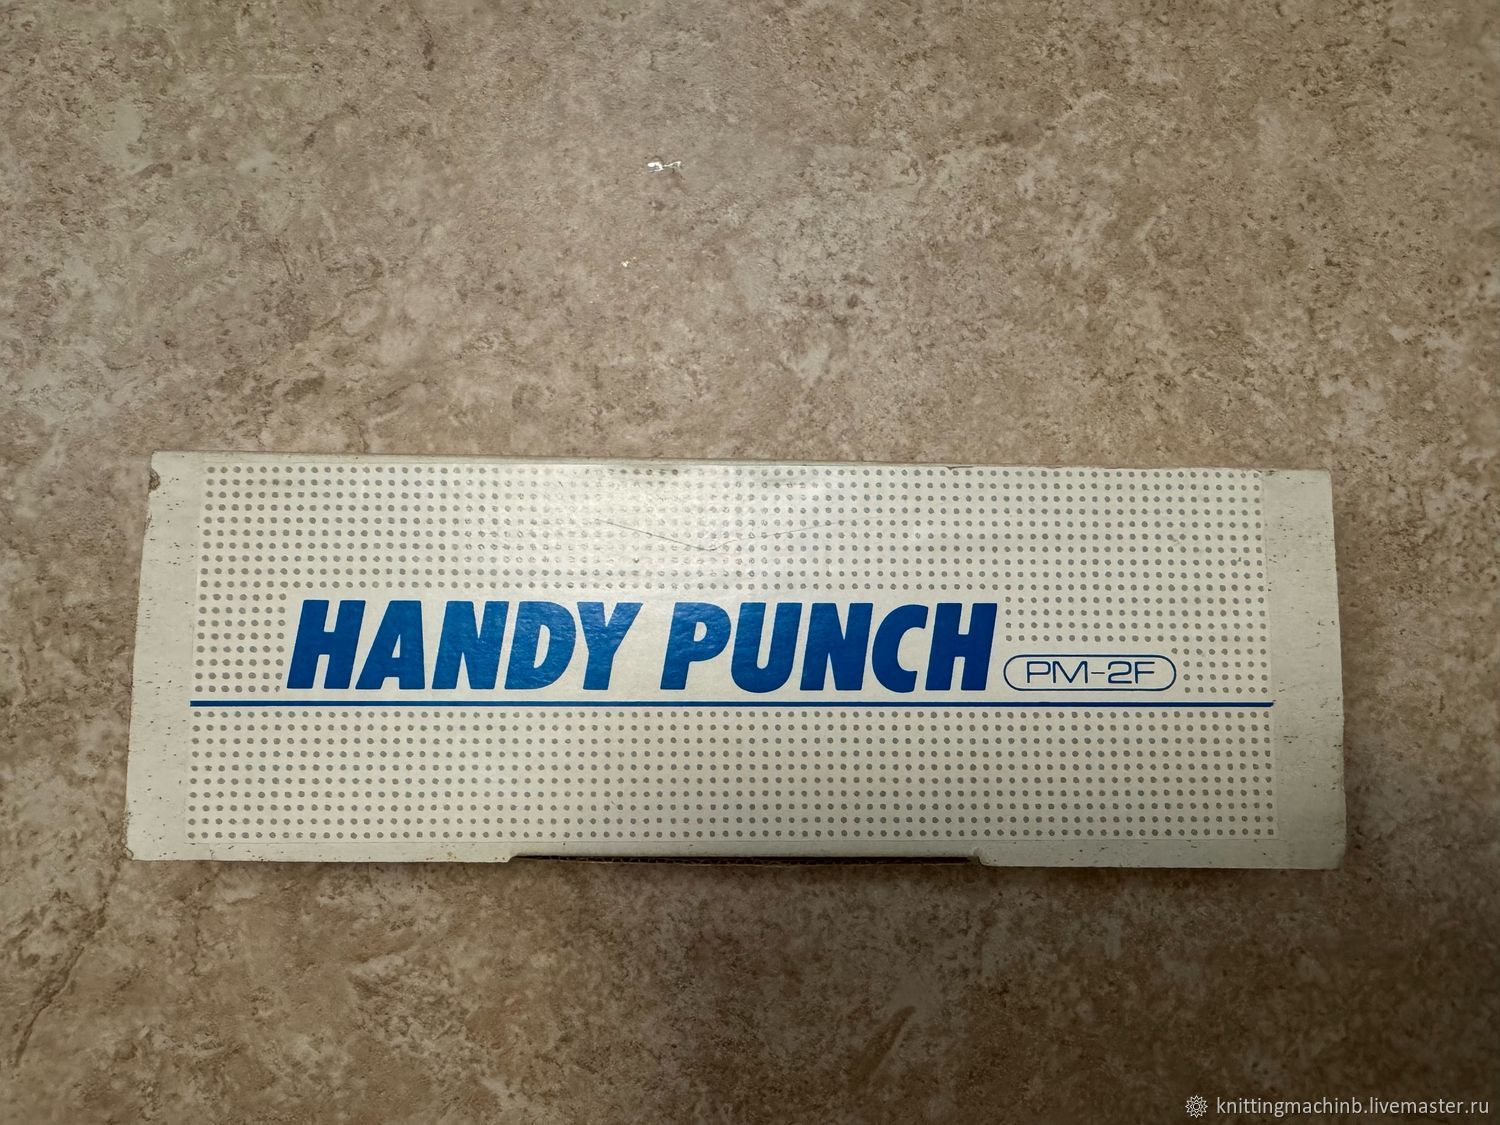 HANDY PUNCH PM-2F
knittingmachinb.livemaster.ru